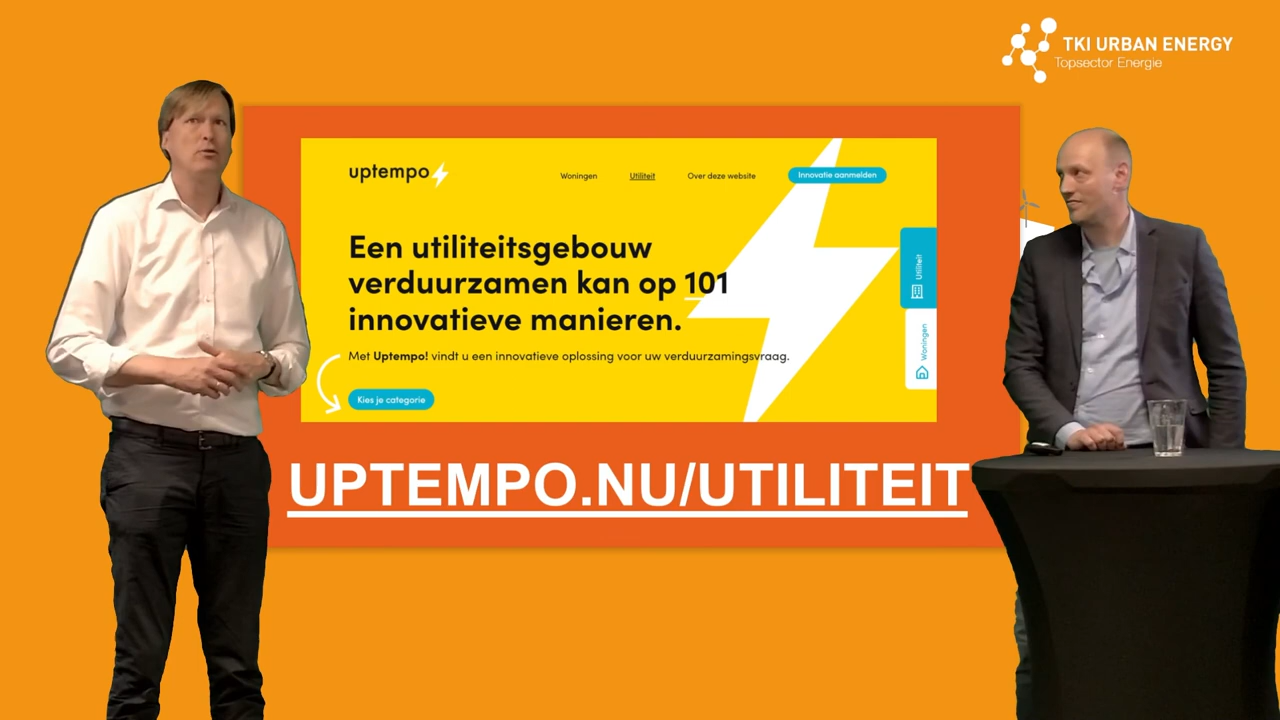 TKI URBAN ENERGY
Topsector Energie
uptempo
Woningen
Utiliteit
Over deze website
Innovatie aanmelden
Een utiliteitsgebouw
verduurzamen kan op 101
innovatieve manieren.
Met Uptempo! vindt u een innovatieve oplossing voor uw verduurzamingsvraag.
Kies je categorie
Utiliteit
Woningen
UPTEMPO.NU/UTILITEIT